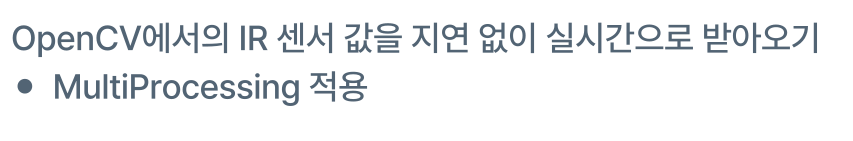 OpenCV에서의 IR 센서 값을 지연 없이 실시간으로 받아오기
• MultiProcessing 적용